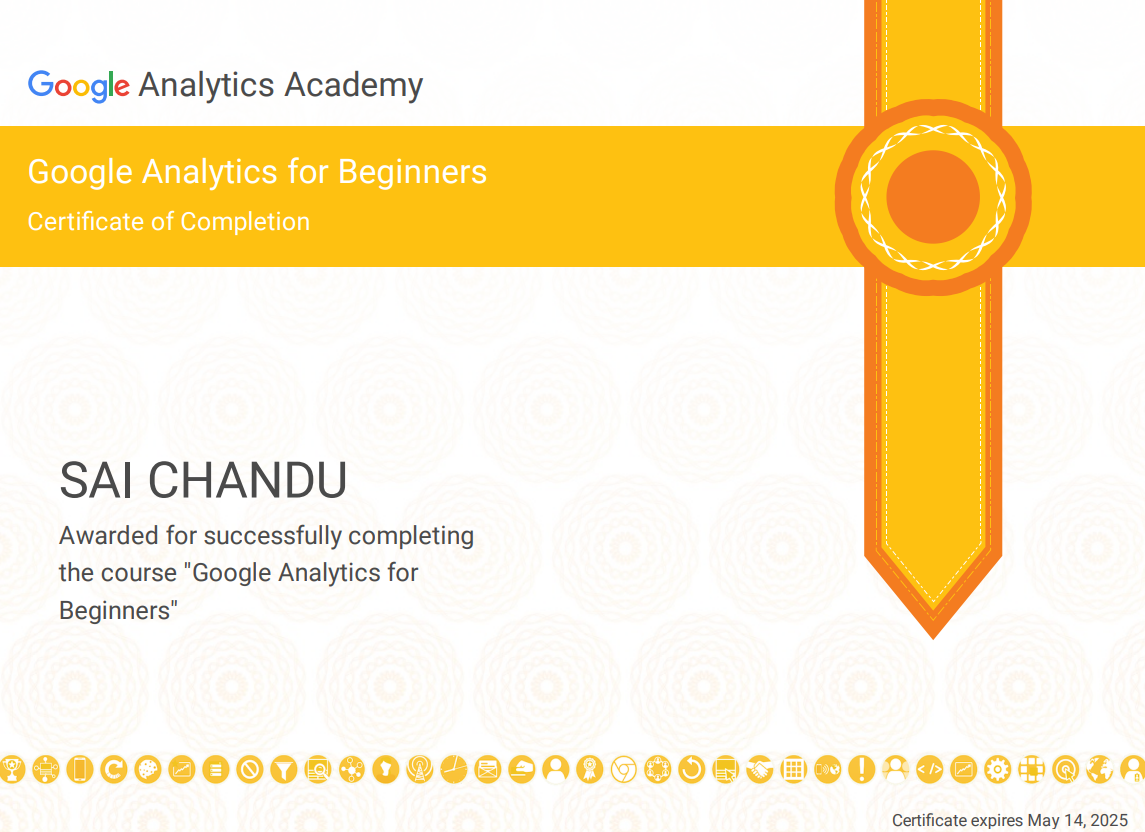 Google Analytics Academy
Google Analytics for Beginners
Certificate of Completion
SAI CHANDU
Awarded for successfully completing
the course "Google Analytics for
Beginners"
Certificate expires May 14, 2025